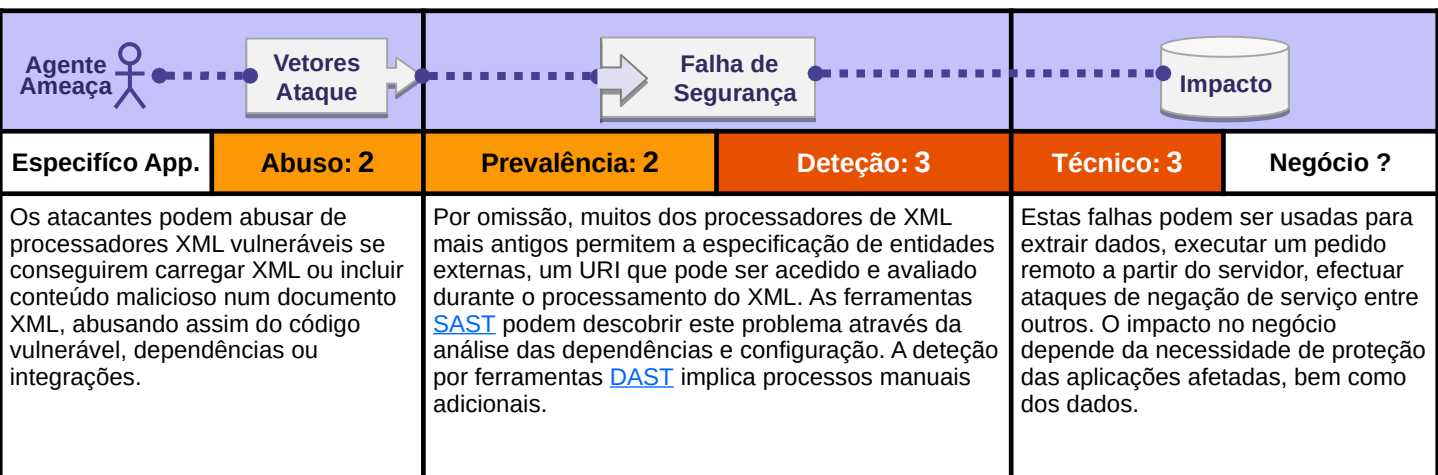 Agente
Ameaça
Vetores
Ataque
Falha de
Segurança
Impacto
Especifíco App.
Abuso: 2
Prevalência: 2
Deteção: 3
Técnico: 3
Negócio ?
Os atacantes podem abusar de
processadores XML vulneráveis se
conseguirem carregar XML ou incluir
conteúdo malicioso num documento
XML, abusando assim do código
vulnerável, dependências ou
integrações.
Por omissão, muitos dos processadores de XML
mais antigos permitem a especificação de entidades
externas, um URI que pode ser acedido e avaliado
durante o processamento do XML. As ferramentas
SAST podem descobrir este problema através da
análise das dependências e configuração. A deteção
por ferramentas DAST implica processos manuais
adicionais.
Estas falhas podem ser usadas para
extrair dados, executar um pedido
remoto a partir do servidor, efectuar
ataques de negação de serviço entre
outros. O impacto no negócio
depende da necessidade de proteção
das aplicações afetadas, bem como
dos dados.